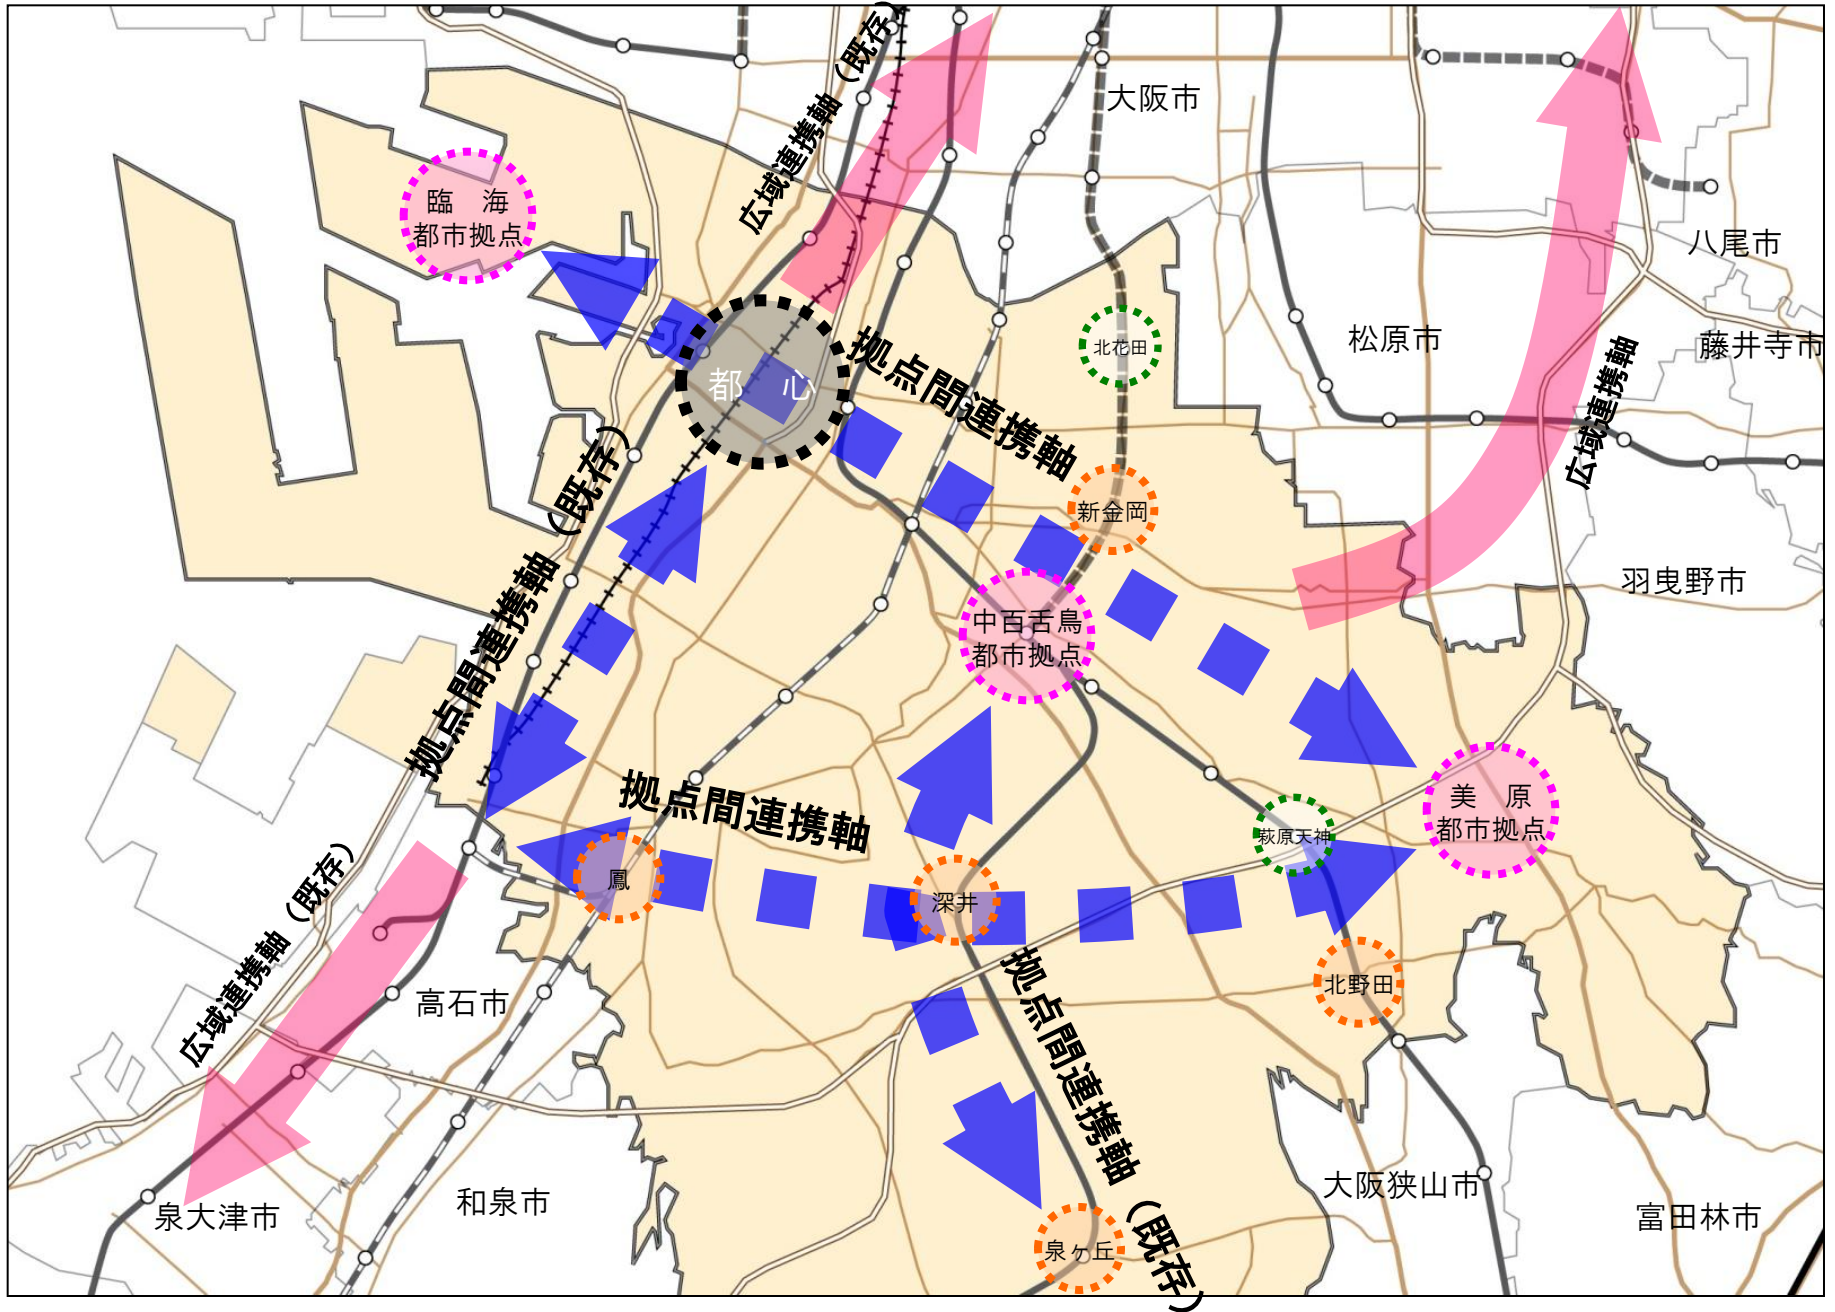 広域連携軸（既存）
大阪市
臨　海
都市拠点
八尾市
松原市
藤井寺市
北花田
拠点間連携軸
都　心
広域連携軸
新金岡
拠点間連携軸（既存）
羽曳野市
中百舌鳥
都市拠点
拠点間連携軸
美　原
都市拠点
萩原天神
鳳
深井
広域連携軸（既存）
北野田
高石市
拠点間連携軸（既存）
大阪狭山市
和泉市
泉大津市
富田林市
泉ヶ丘